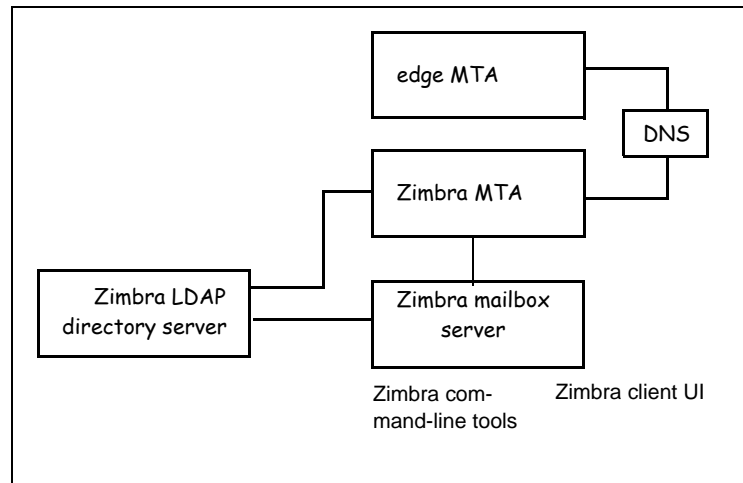 edge MTA
DNS
Zimbra MTA
Zimbra LDAP
directory server
Zimbra mailbox
server
Zimbra com-
mand-line tools
Zimbra client UI